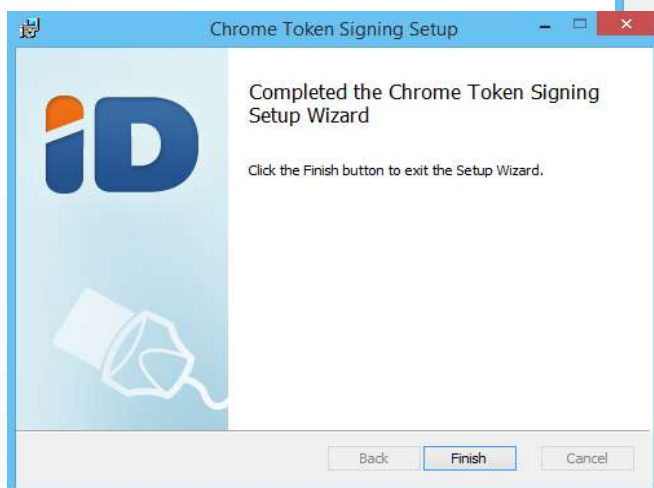 Chrome Token Signing Setup
iD
Completed the Chrome Token Signing
Setup Wizard
Click the Finish button to exit the Setup Wizard.
Back
Finish
Cancel